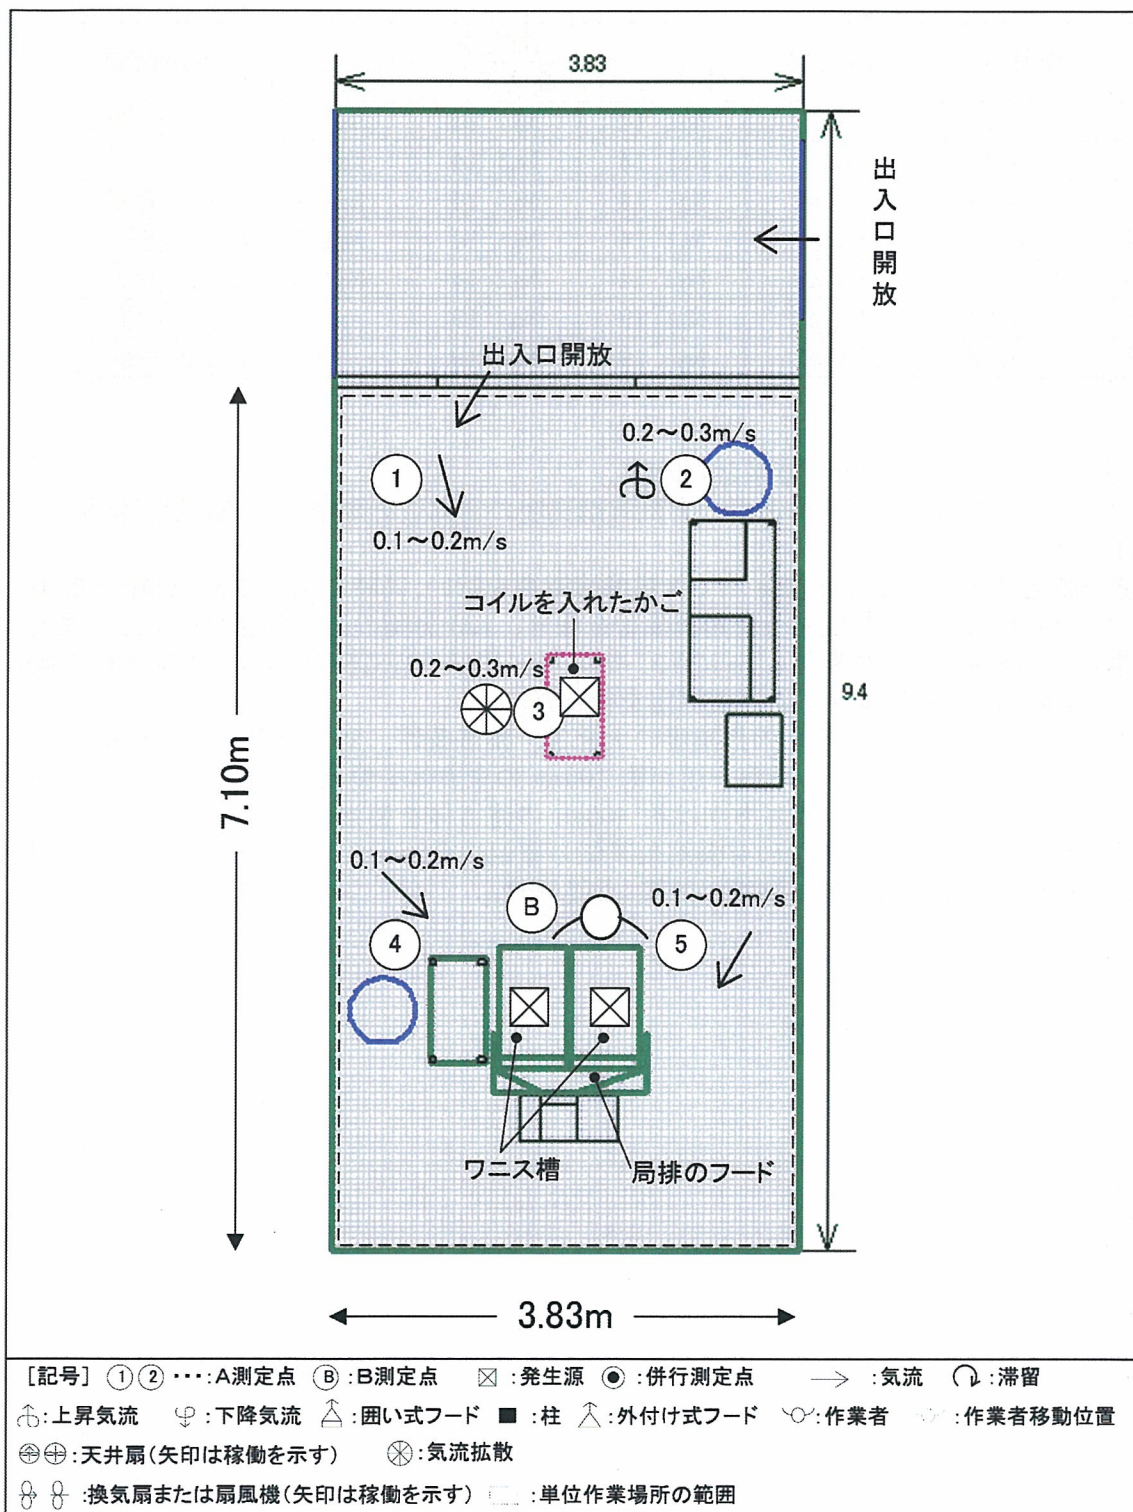 3.83
出入口開放
出入口開放
0.2～0.3m/s
1
2
0.1～0.2m/s
コイルを入れたかご
0.2～0.3m/s
3
9.4
7.10m
0.1～0.2m/s
0.1～0.2m/s
B
4
5
ワニス槽
局排のフード
3.83m
[記号] ①② ･･･:A測定点 Ⓑ:B測定点 :発生源 :併行測定点 :気流 :滞留
:上昇気流 :下降気流 :囲い式フード ■:柱 :外付け式フード :作業者 :作業者移動位置
:天井扇(矢印は稼働を示す) :気流拡散
:換気扇または扇風機(矢印は稼働を示す) :単位作業場所の範囲